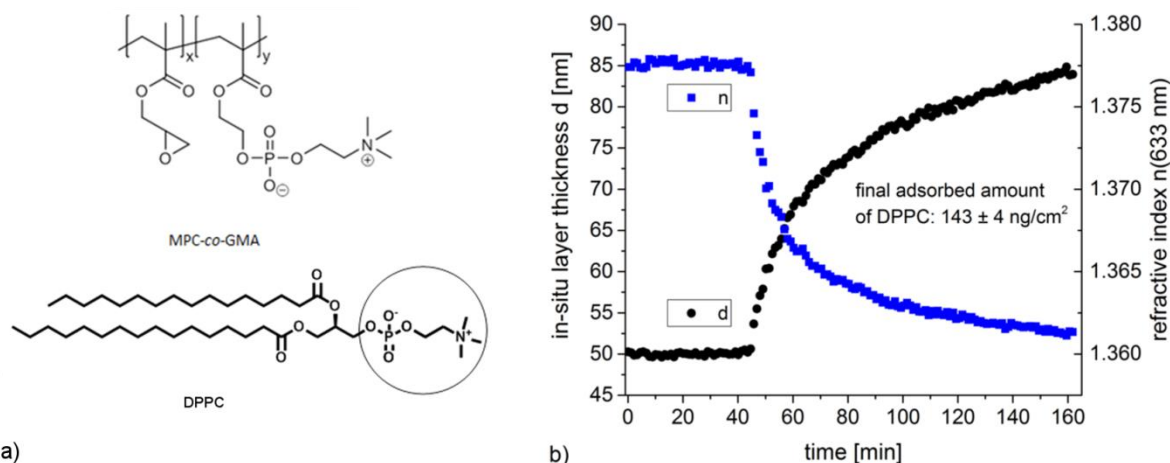 x
y
O
O
O
O
O
O
O
P
O
O⊖
N
⊕
MPC-co-GMA
O
O
O
O
O
O-
P
O
O
N+
DPPC
a)
in-situ layer thickness d [nm]
90
85
80
75
70
65
60
55
50
45
n
d
final adsorbed amount
of DPPC: 143 ± 4 ng/cm²
0 20 40 60 80 100 120 140 160
time [min]
1.380
1.375
1.370
1.365
1.360
refractive index n(633 nm)
b)